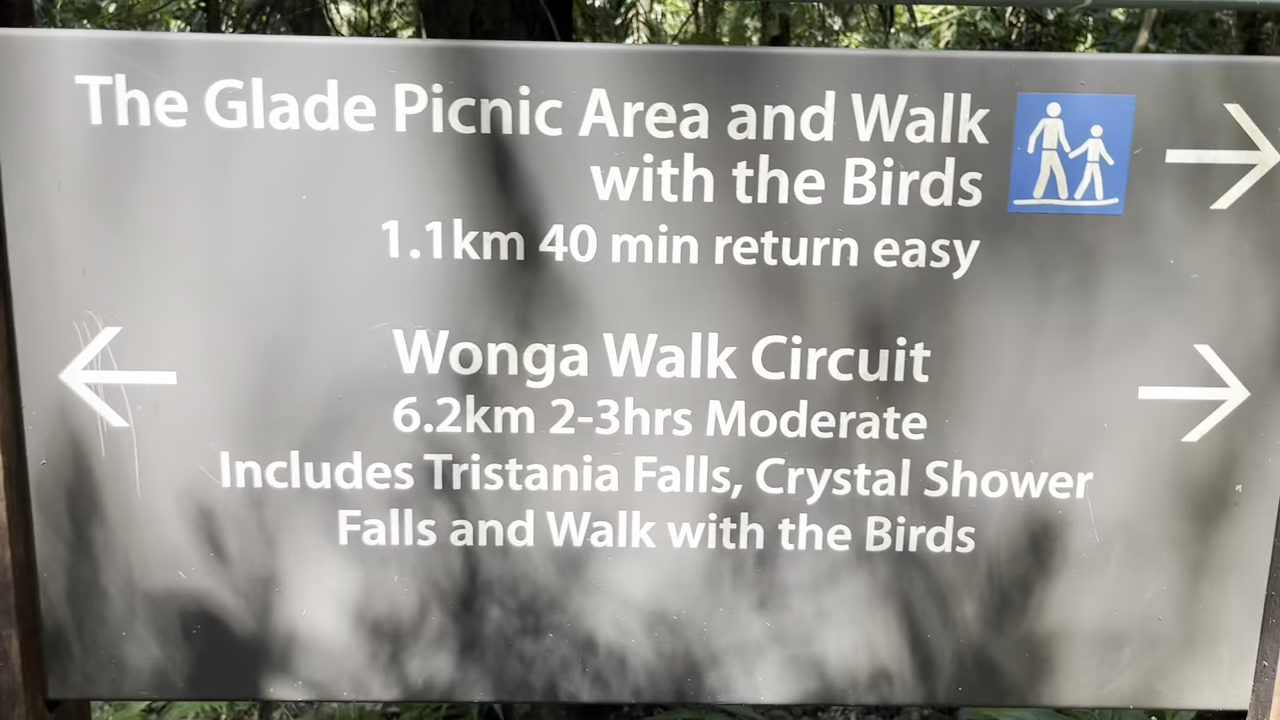 The Glade Picnic Area and Walk
with the Birds
1.1km 40 min return easy
Wonga Walk Circuit
6.2km 2-3hrs Moderate
Includes Tristania Falls, Crystal Shower
Falls and Walk with the Birds